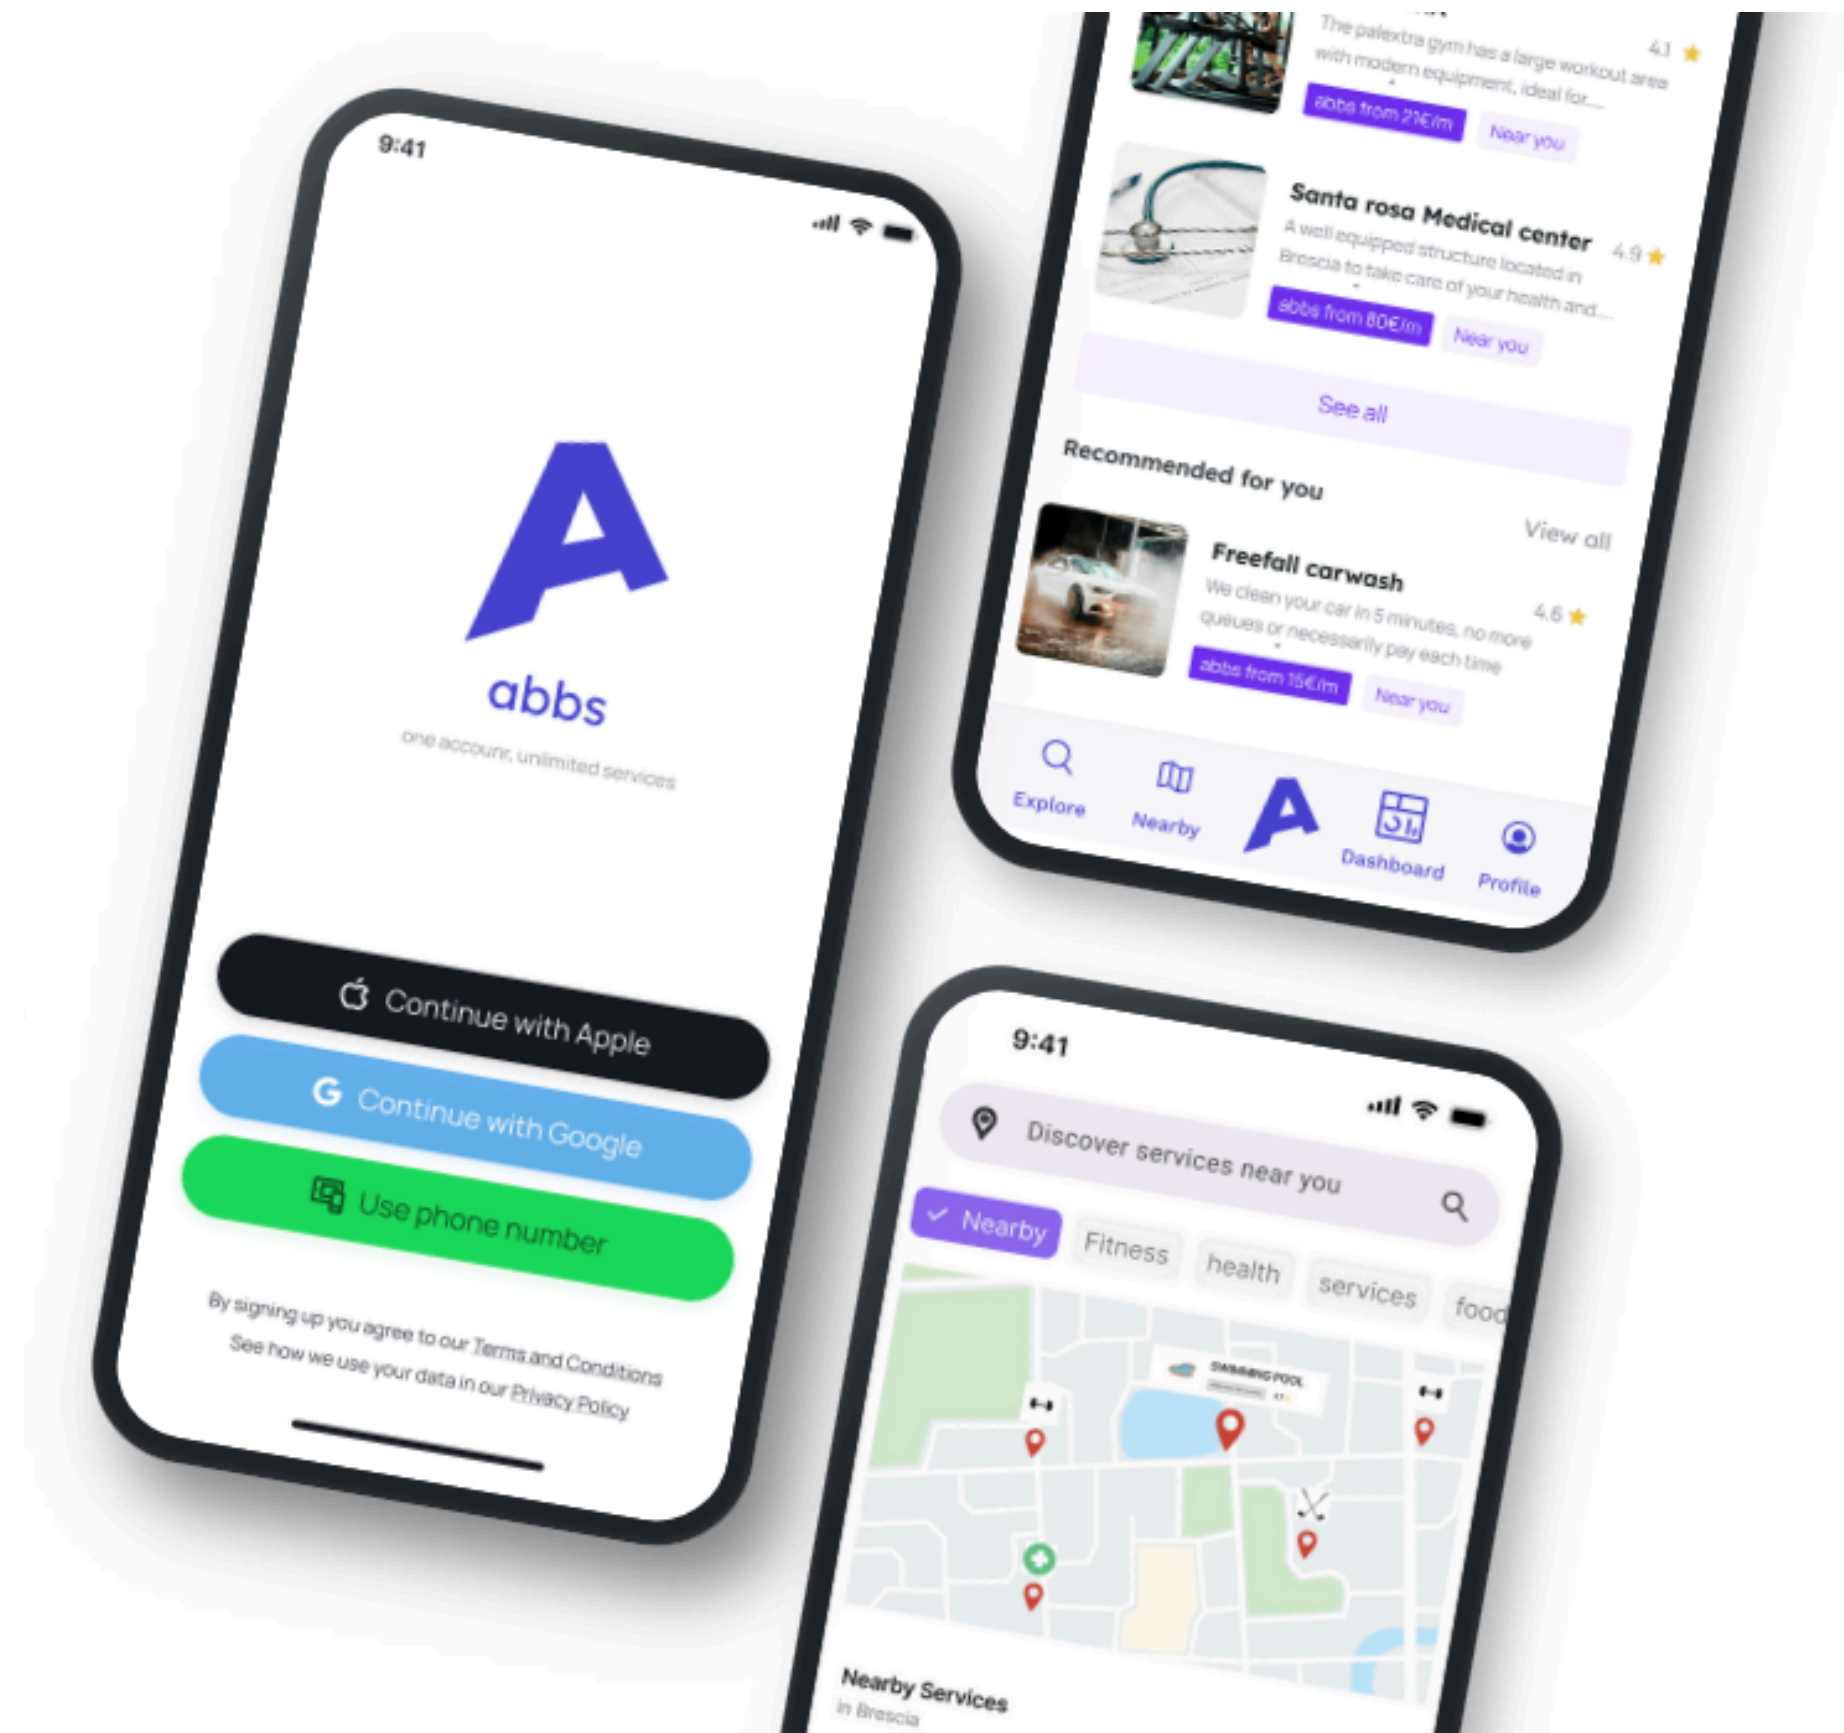 9:41
abbs
one account, unlimited services
Continue with Apple
G Continue with Google
Use phone number
By signing up you agree to our Terms and Conditions
See how we use your data in our Privacy Policy
4.1
The palextra gym has a large workout area
with modern equipment, ideal for....
abbs from 21€/m
Near you
Santa rosa Medical center
4.9
A well equipped structure located in
Brescia to take care of your health and....
abbs from 80€/m
Near you
See all
Recommended for you
View all
Freefall carwash
4.6
We clean your car in 5 minutes, no more
queues or necessarily pay each time
abbs from 15€/m
Near you
Explore
Nearby
Dashboard
Profile
9:41
Discover services near you
Nearby
Fitness
health
services
food
SWIMMING POOL
Nearby Services
in Brescia